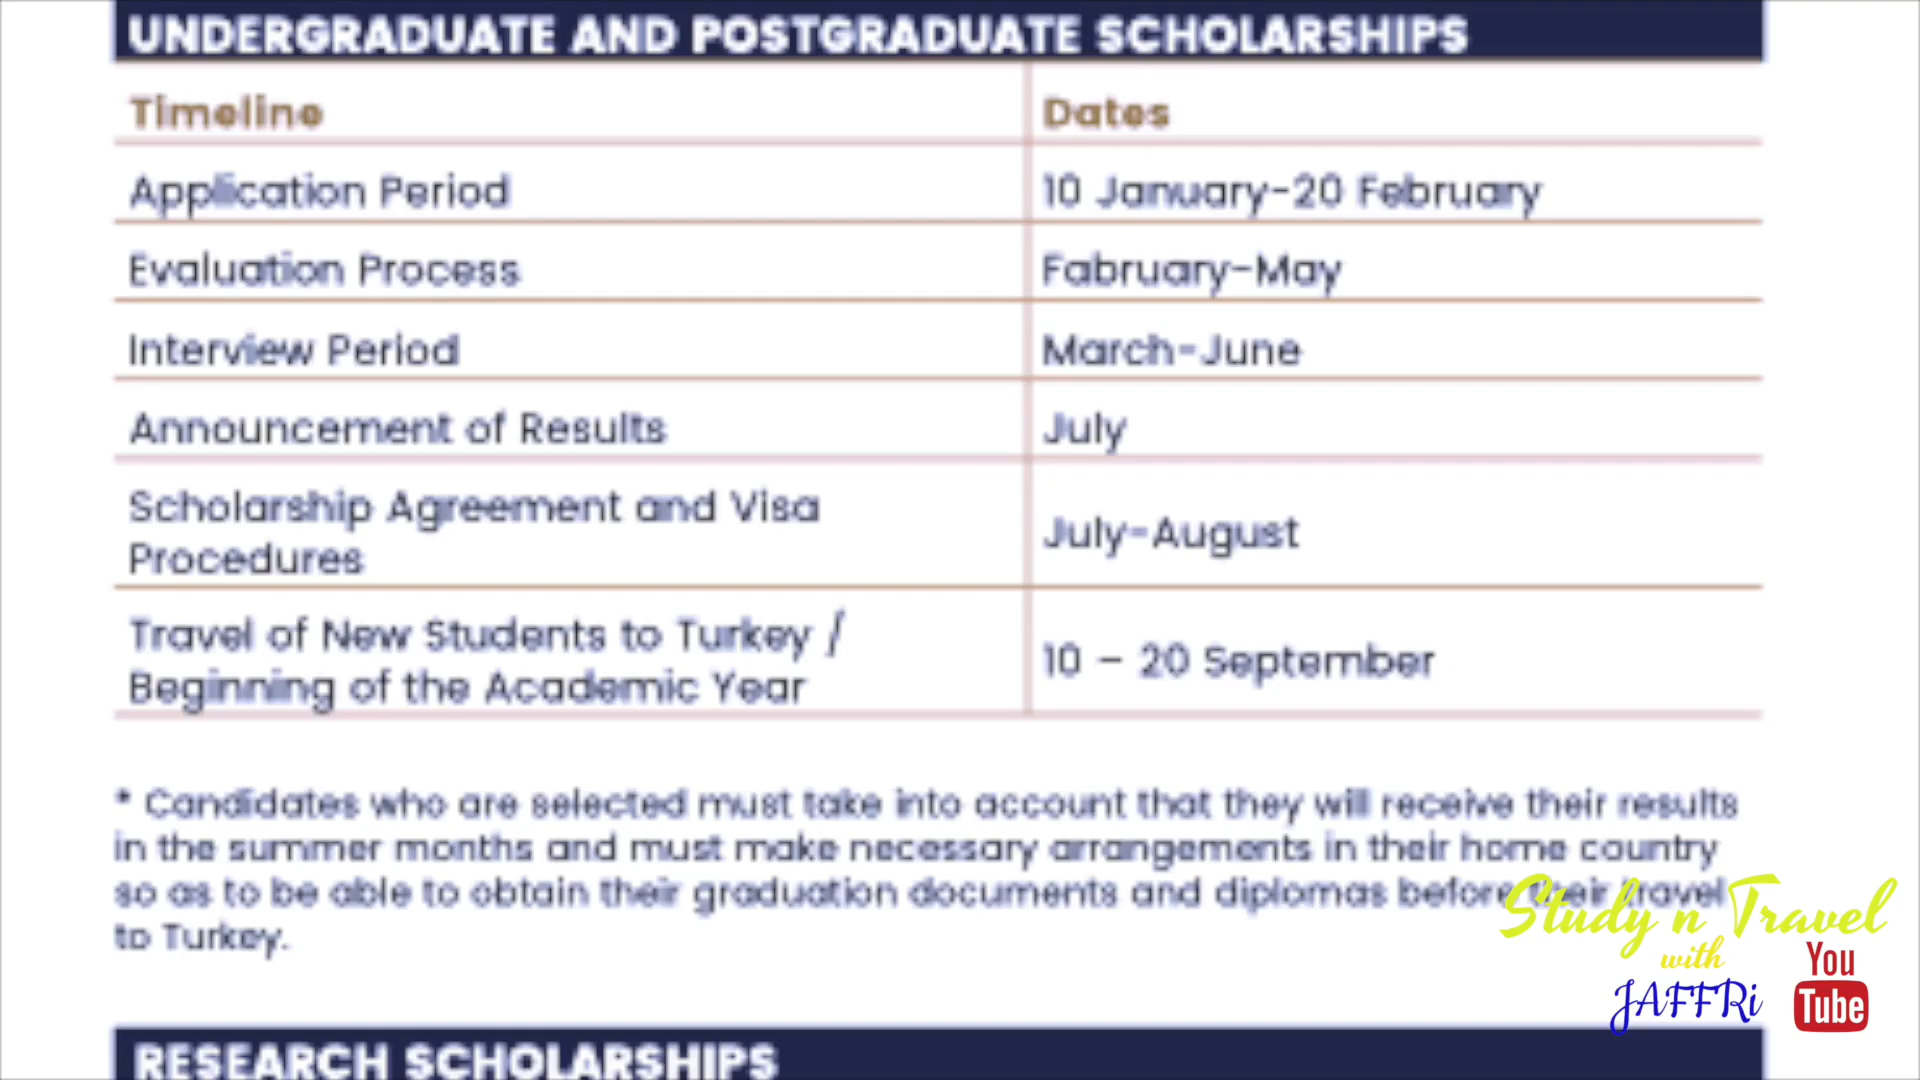 UNDERGRADUATE AND POSTGRADUATE SCHOLARSHIPS
Timeline Dates
Application Period 10 January-20 February
Evaluation Process Fabruary-May
Interview Period March-June
Announcement of Results July
Scholarship Agreement and Visa
Procedures
July-August
Travel of New Students to Turkey /
Beginning of the Academic Year
10 – 20 September
* Candidates who are selected must take into account that they will receive their results
in the summer months and must make necessary arrangements in their home country
so as to be able to obtain their graduation documents and diplomas before their travel
to Turkey.
Study n Travel
with
JAFFRi
You
Tube
RESEARCH SCHOLARSHIPS